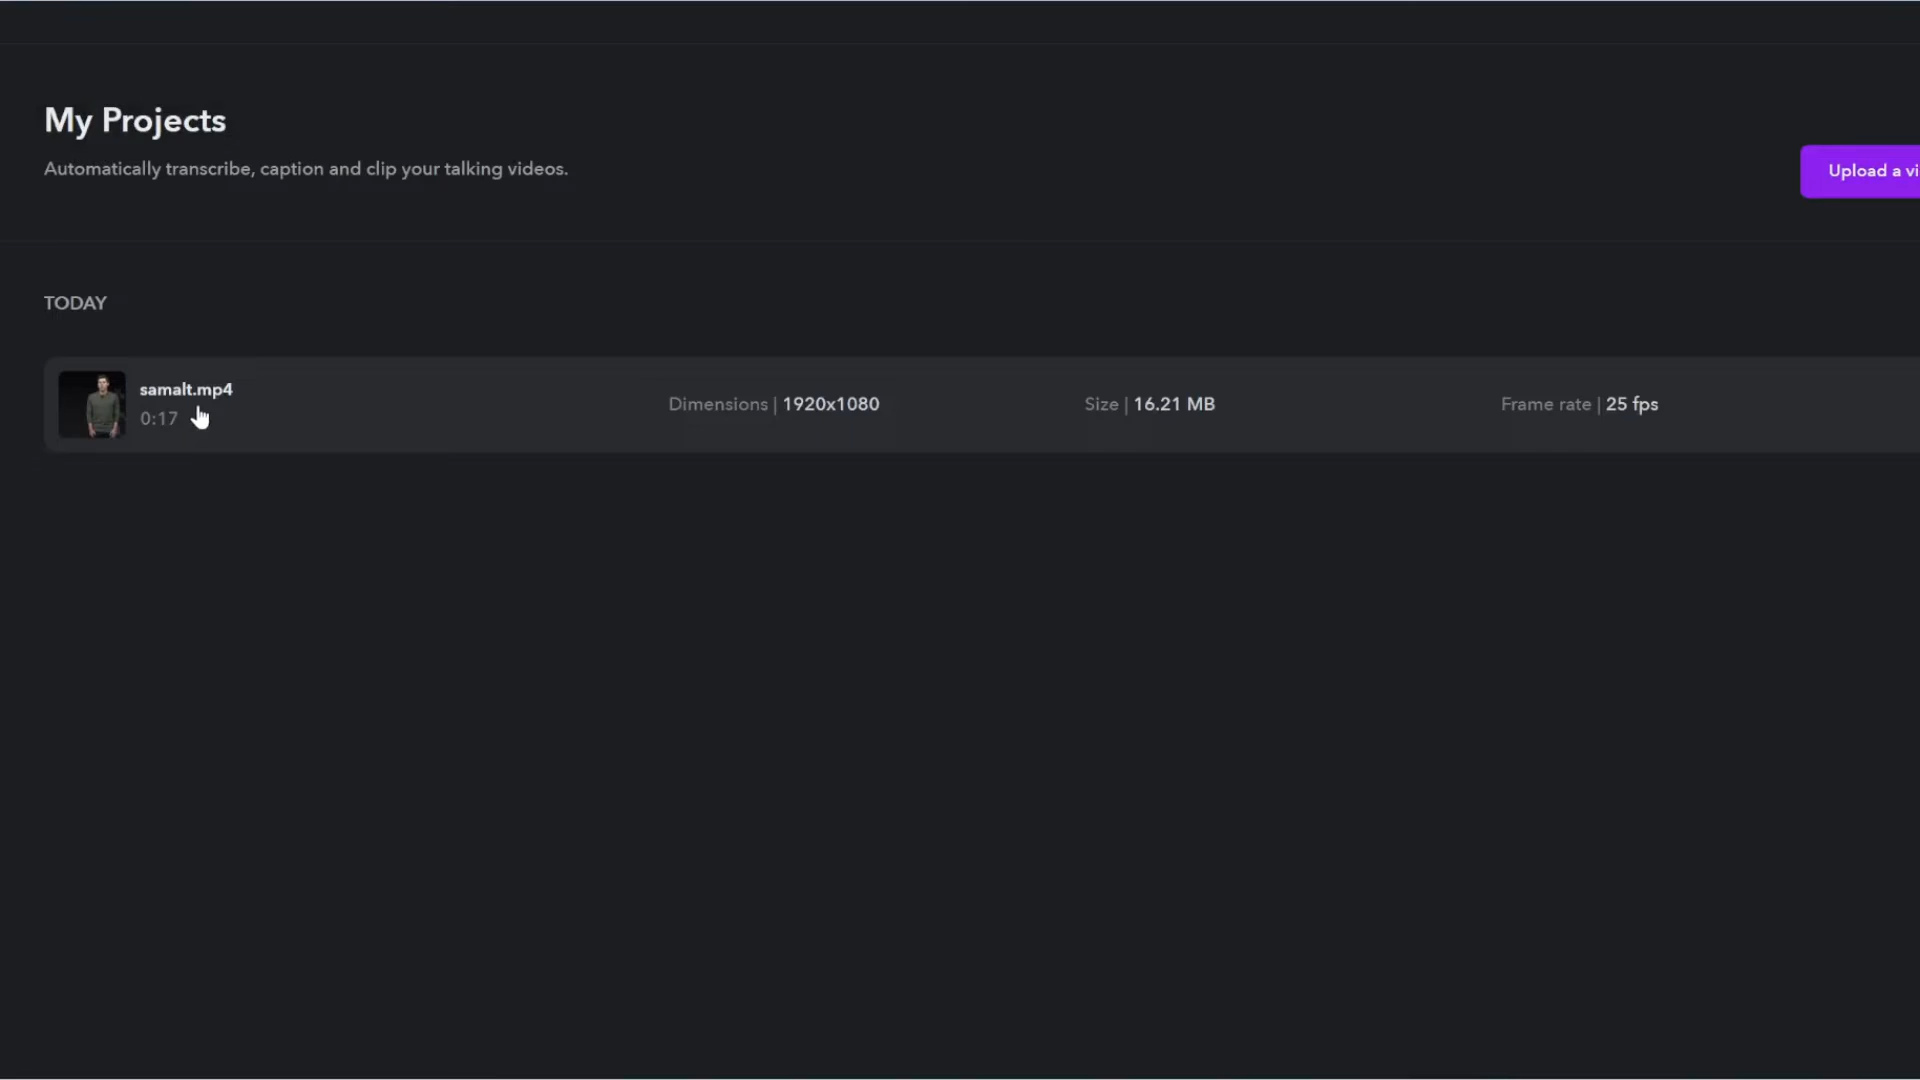 My Projects
Automatically transcribe, caption and clip your talking videos.
Upload a vi
TODAY
samalt.mp4
0:17
Dimensions | 1920x1080
Size | 16.21 MB
Frame rate | 25 fps